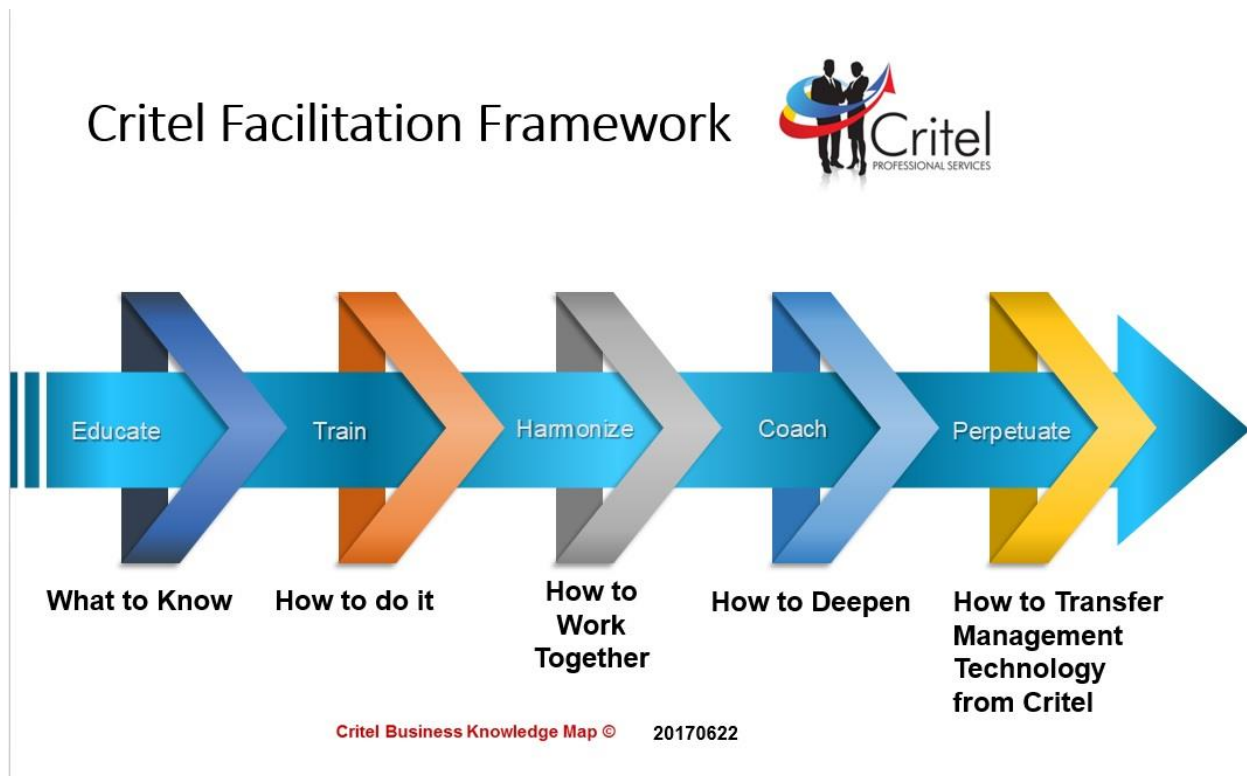 Critel Facilitation Framework
Critel
PROFESSIONAL SERVICES
Educate
Train
Harmonize
Coach
Perpetuate
What to Know
How to do it
How to
Work
Together
How to Deepen
How to Transfer
Management
Technology
from Critel
Critel Business Knowledge Map © 20170622